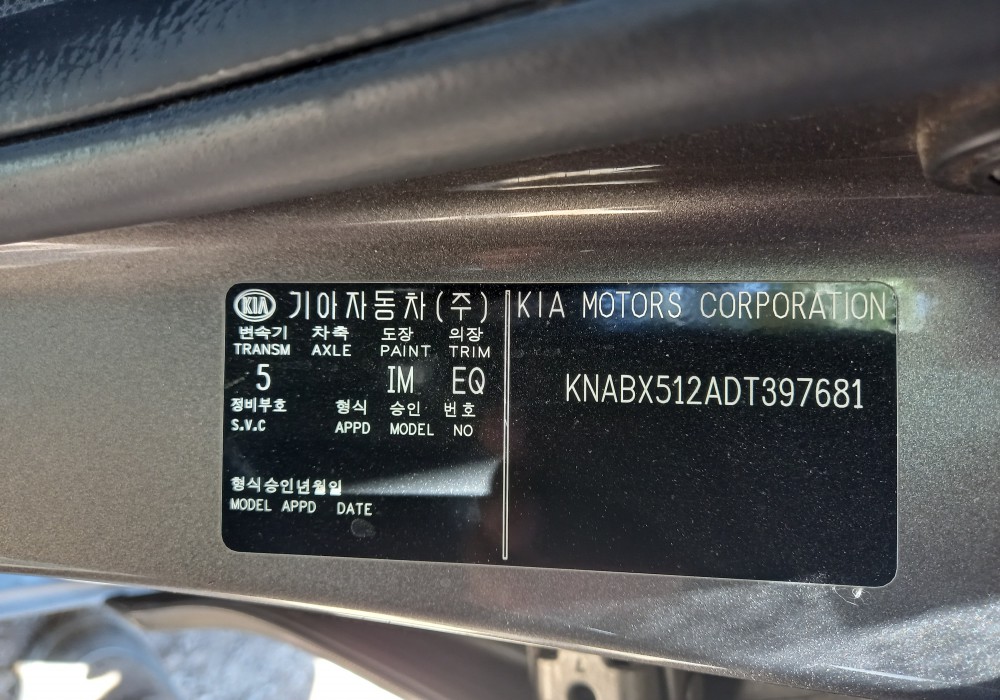 KIA 기아자동차(주) KIA MOTORS CORPORATION
변속기 차축 도장 의장
TRANSM AXLE PAINT TRIM
5 IM EQ
KNABX512ADT397681
정비부호 형식 승인 번호
S.V.C APPD MODEL NO
형식승인년월일
MODEL APPD DATE